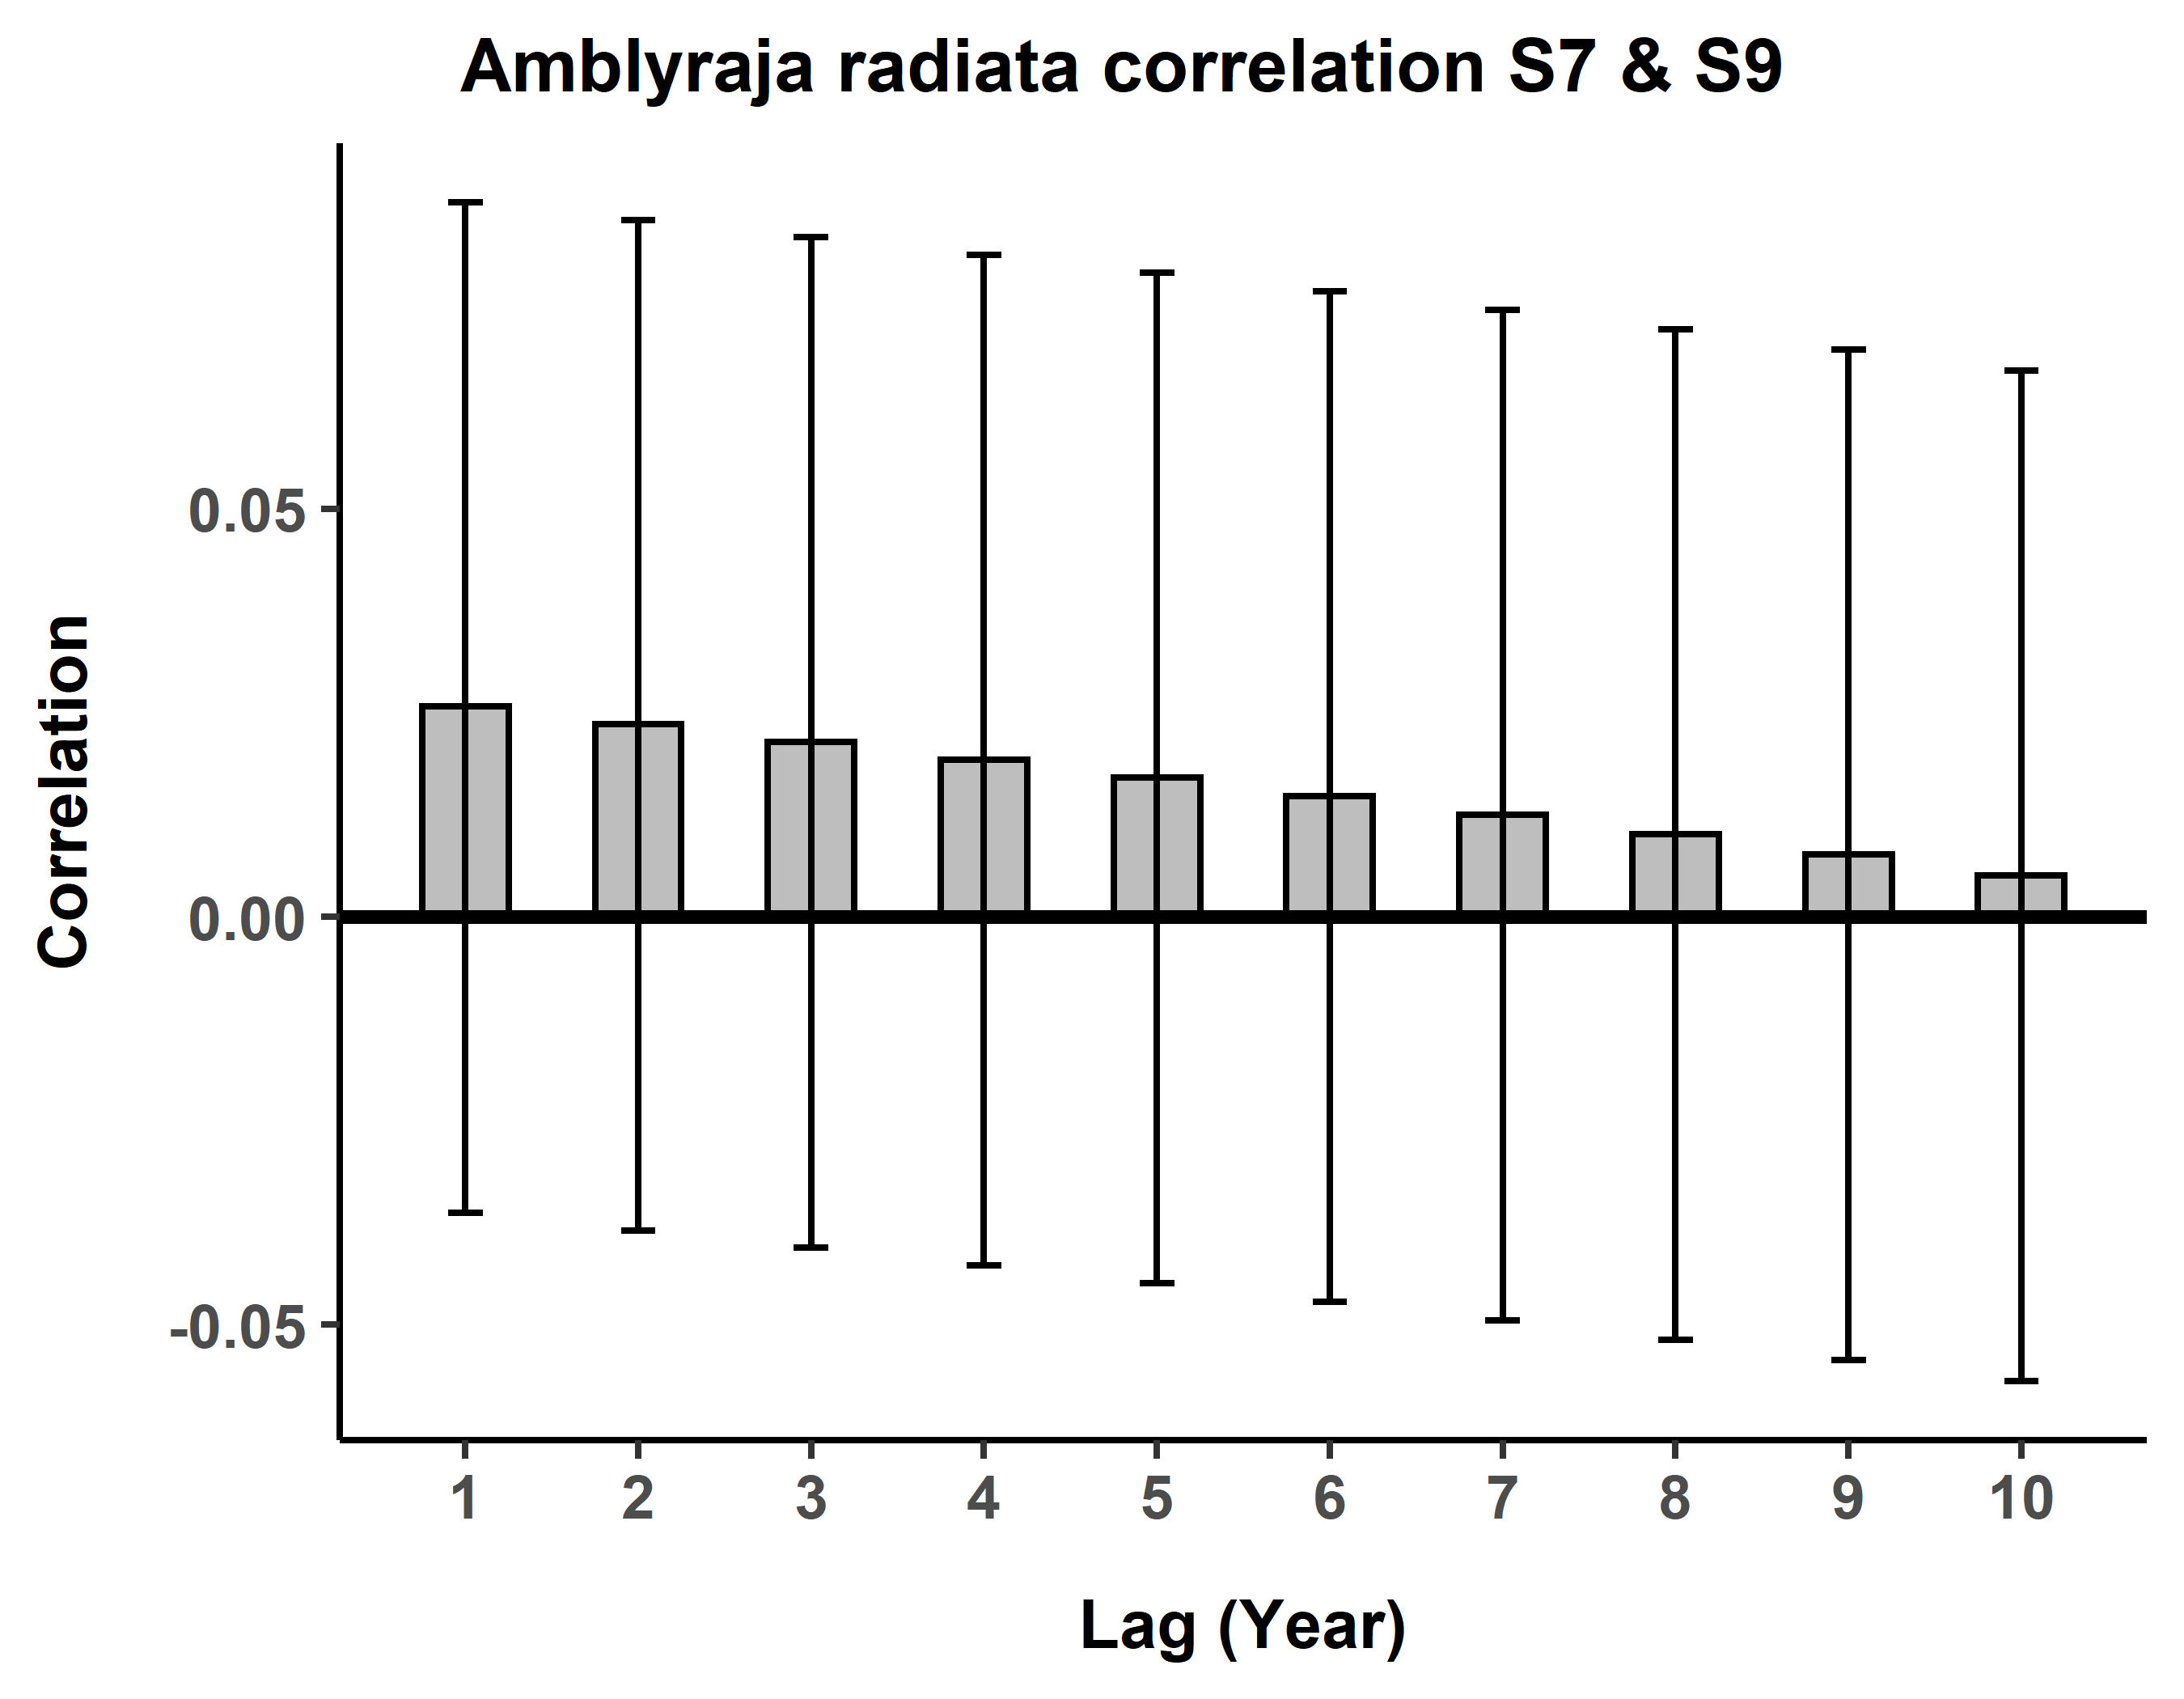 Amblyraja radiata correlation S7 & S9
Correlation
0.05
0.00
-0.05
1 2 3 4 5 6 7 8 9 10
Lag (Year)